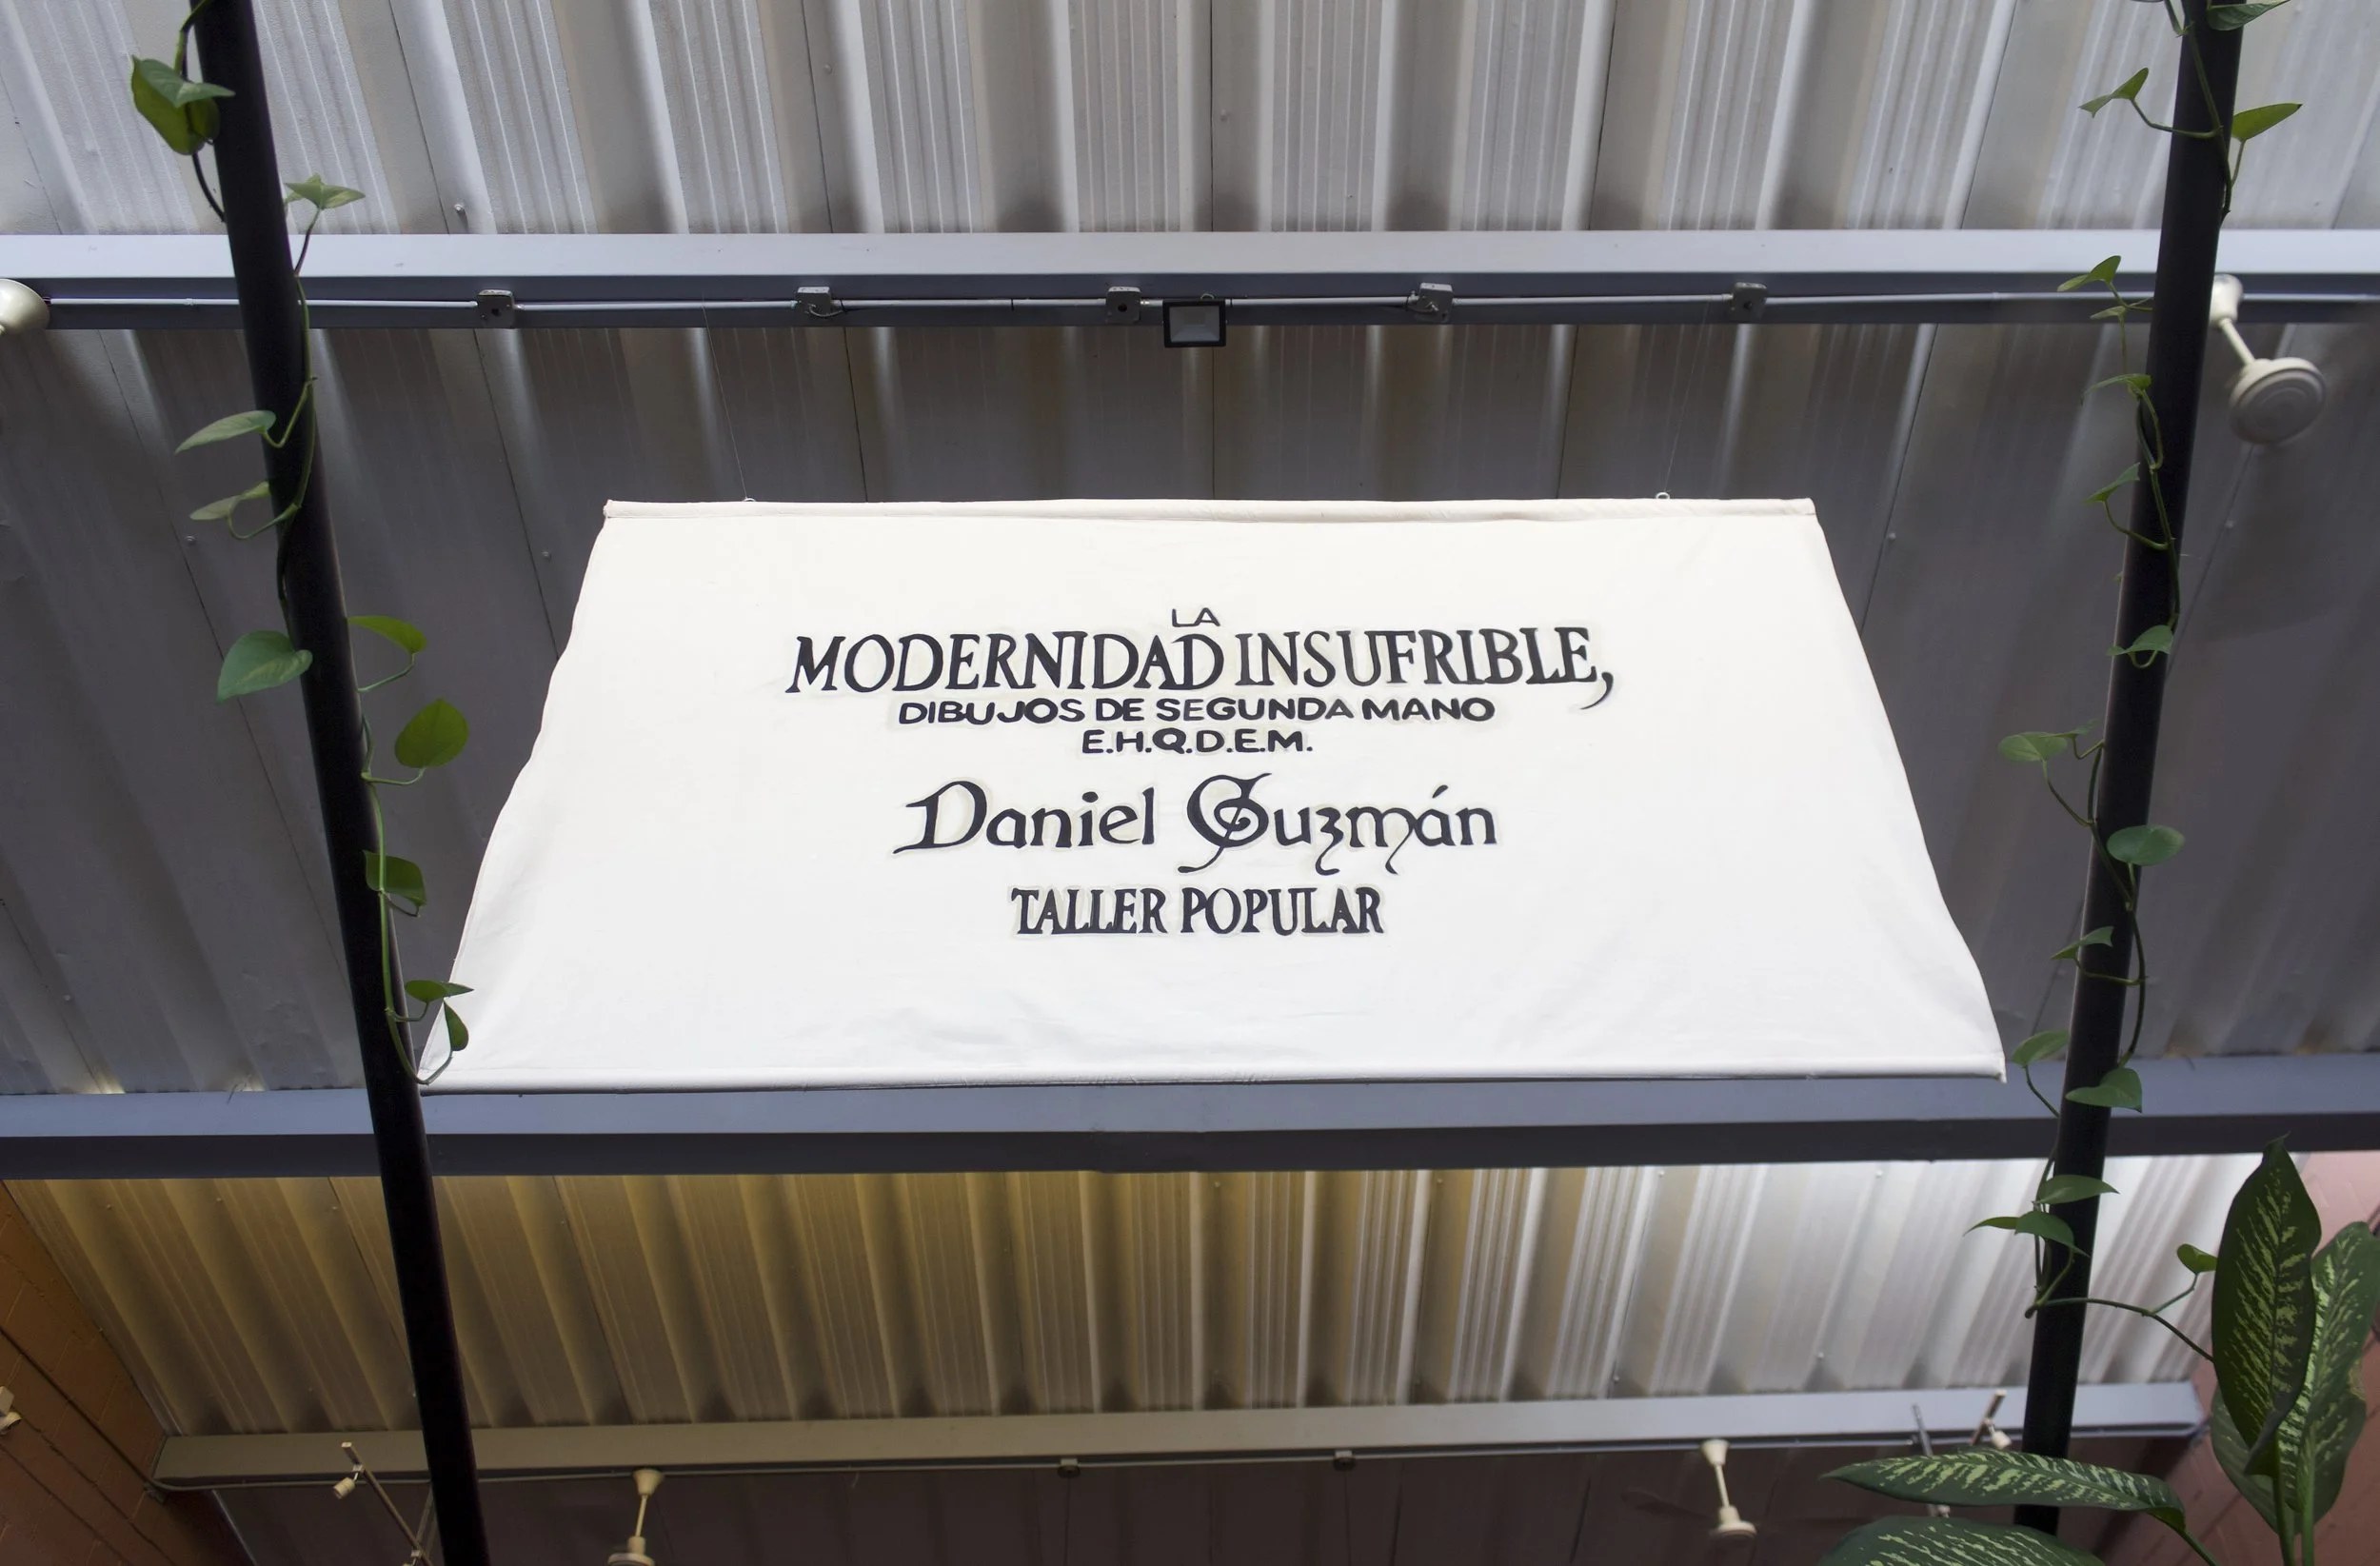 LA
MODERNIDAD INSUFRIBLE,
DIBUJOS DE SEGUNDA MANO
E.H.Q.D.E.M.
Daniel Guzmán
TALLER POPULAR